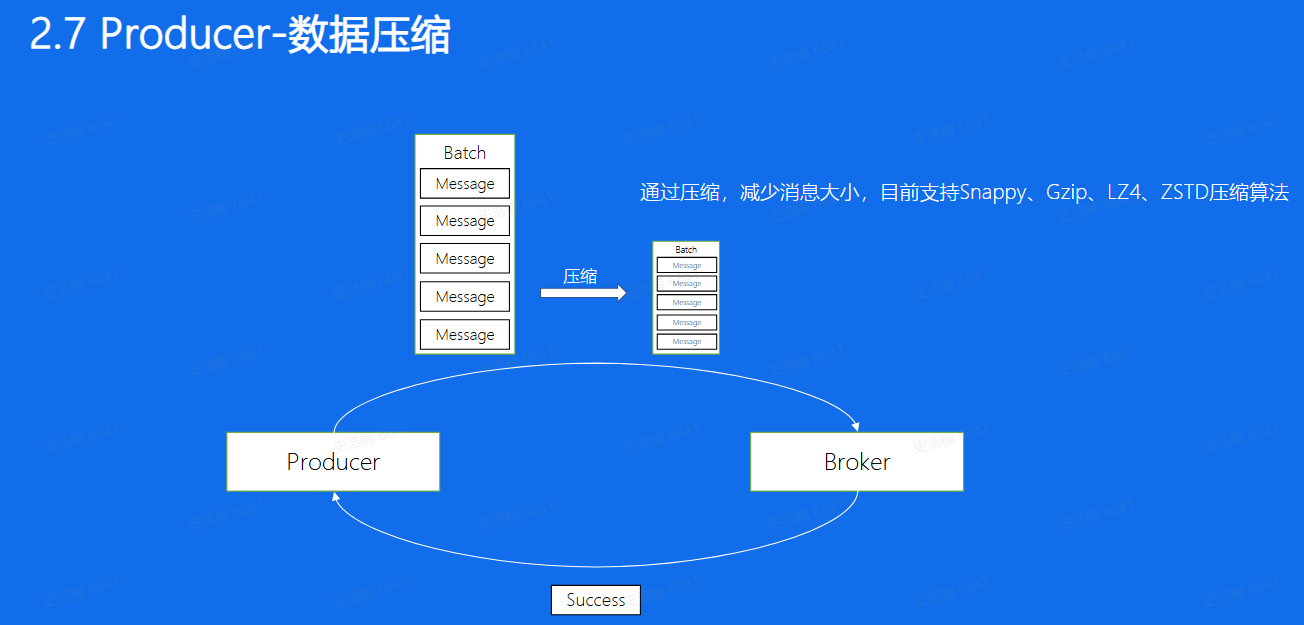 2.7 Producer-数据压缩
Batch
Message
Message
Message
Message
Message
通过压缩，减少消息大小，目前支持Snappy、Gzip、LZ4、ZSTD压缩算法
压缩
Batch
Message
Message
Message
Message
Message
Producer
Broker
Success